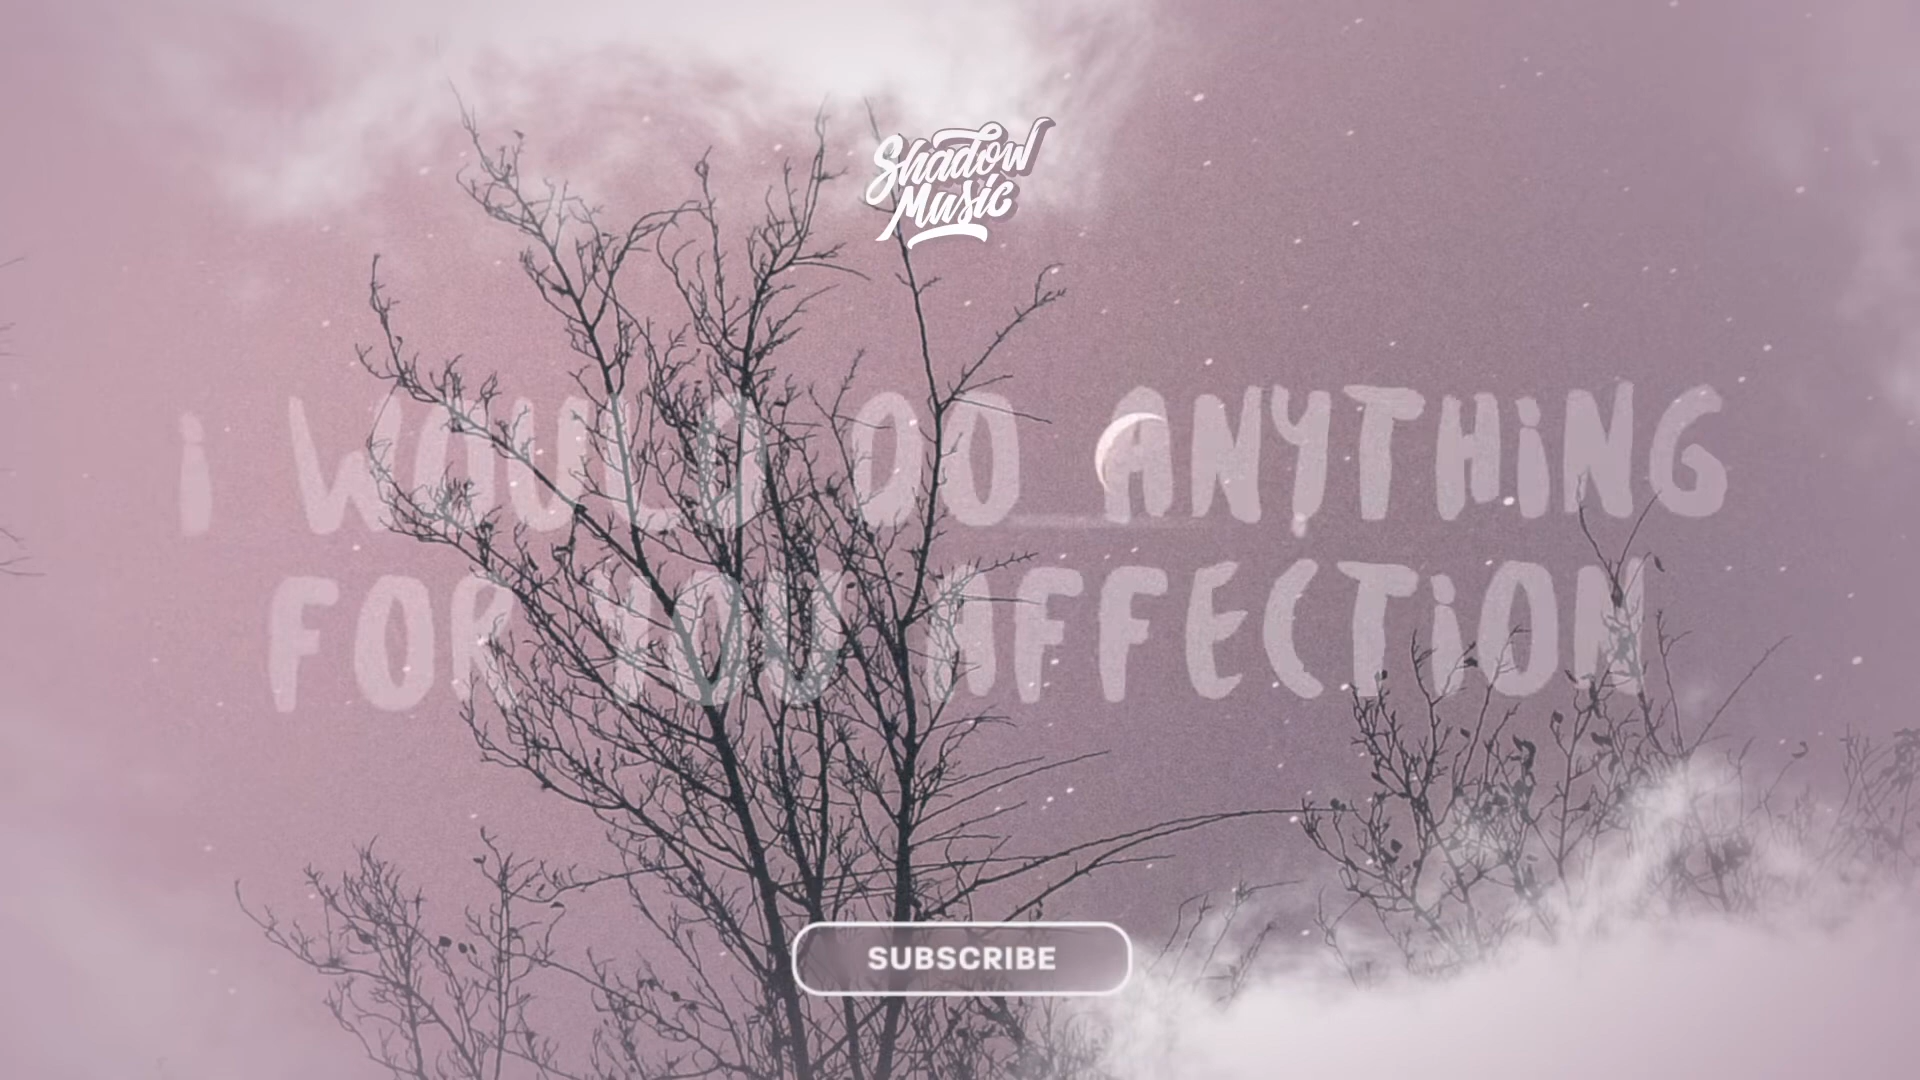 Shadow
Music
i WOULD DO ANYTHiNG
FOR YOU AFFECTiON
SUBSCRIBE